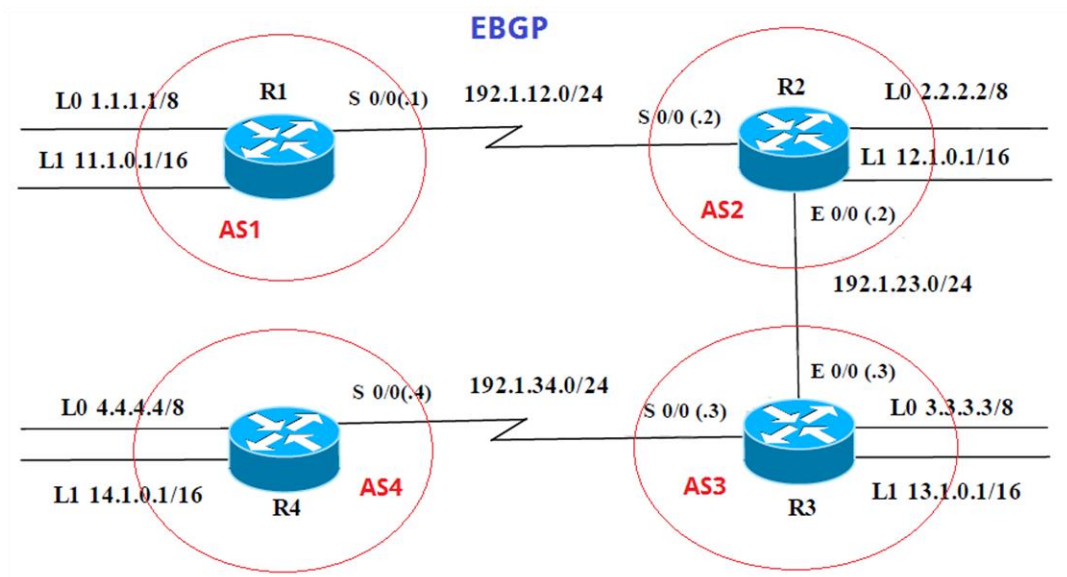 EBGP
L0 1.1.1.1/8
R1
S 0/0(.1)
192.1.12.0/24
R2
L0 2.2.2.2/8
S 0/0 (.2)
L1 11.1.0.1/16
L1 12.1.0.1/16
AS1
AS2
E 0/0 (.2)
192.1.23.0/24
E 0/0 (.3)
192.1.34.0/24
S 0/0(.4)
L0 4.4.4.4/8
S 0/0 (.3)
L0 3.3.3.3/8
L1 14.1.0.1/16
AS4
AS3
L1 13.1.0.1/16
R4
R3